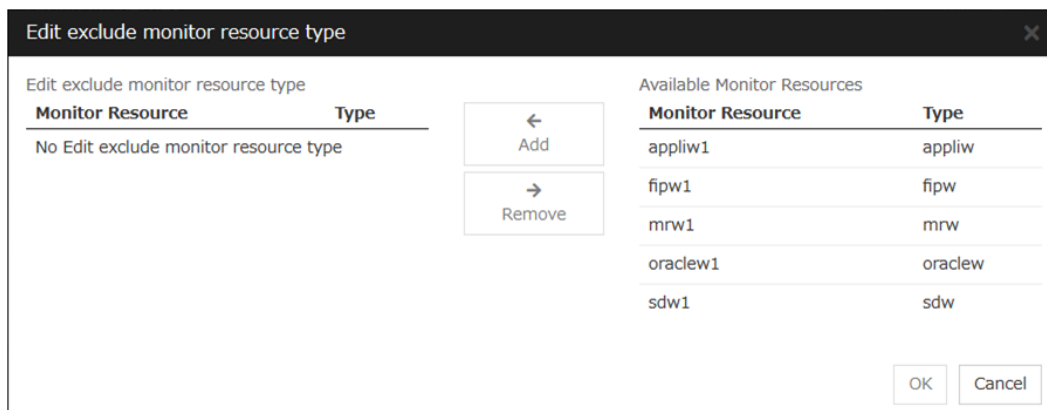 Edit exclude monitor resource type
Edit exclude monitor resource type
Monitor Resource Type
No Edit exclude monitor resource type
Add
Remove
Available Monitor Resources
Monitor Resource Type
appliw1 appliw
fipw1 fipw
mrw1 mrw
oraclew1 oraclew
sdw1 sdw
OK Cancel